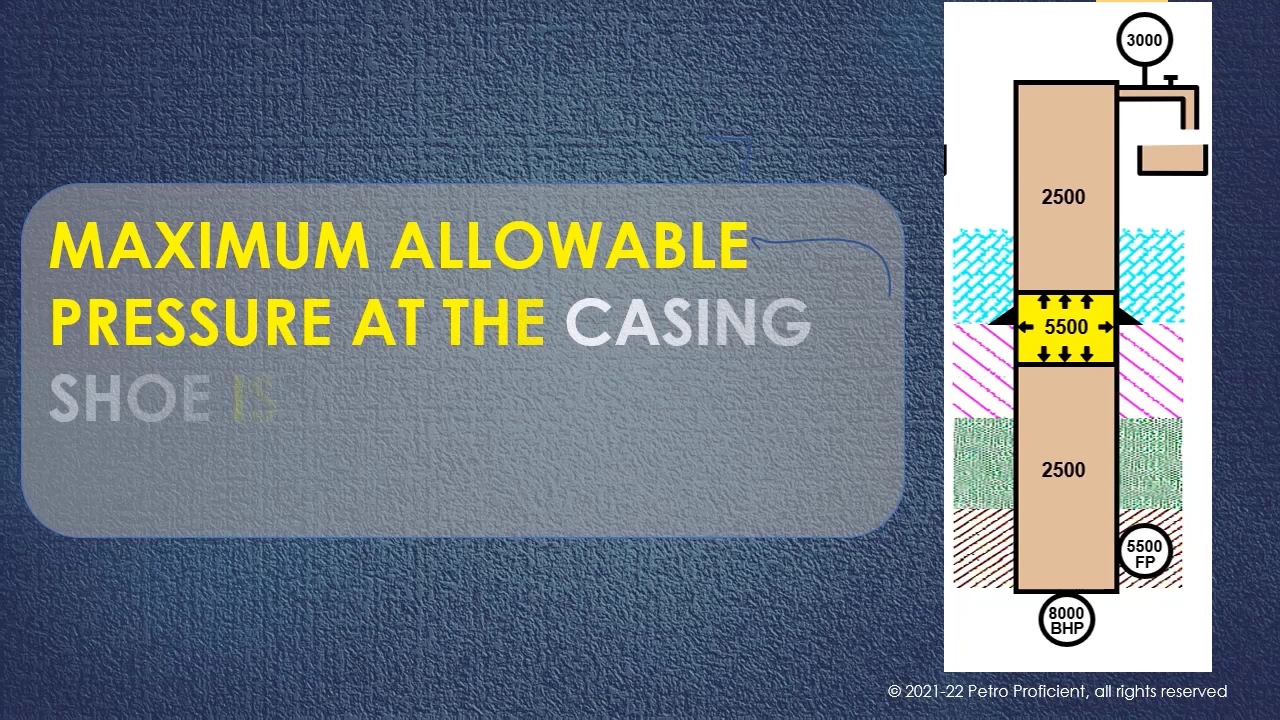 3000
2500
MAXIMUM ALLOWABLE
PRESSURE AT THE CASING
SHOE IS
5500
2500
5500
FP
8000
BHP
© 2021-22 Petro Proficient, all rights reserved